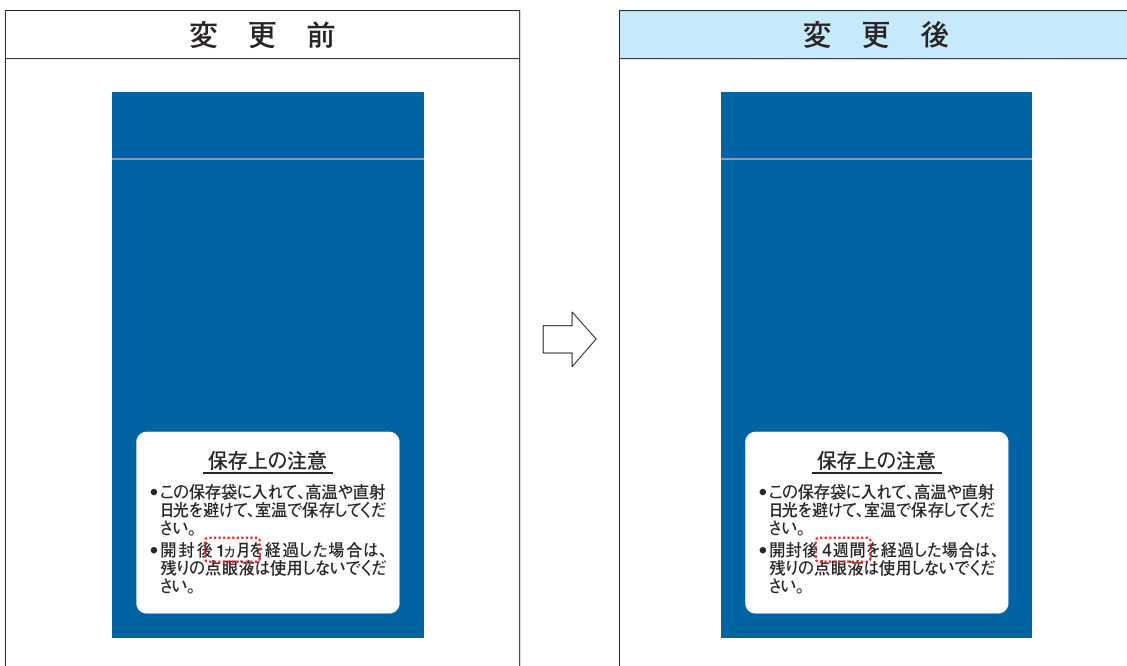 変更前
保存上の注意
•この保存袋に入れて、高温や直射
日光を避けて、室温で保存してくだ
さい。
•開封後1ヵ月を経過した場合は、
残りの点眼液は使用しないでくだ
さい。
変更後
保存上の注意
•この保存袋に入れて、高温や直射
日光を避けて、室温で保存してくだ
さい。
•開封後4週間を経過した場合は、
残りの点眼液は使用しないでくだ
さい。